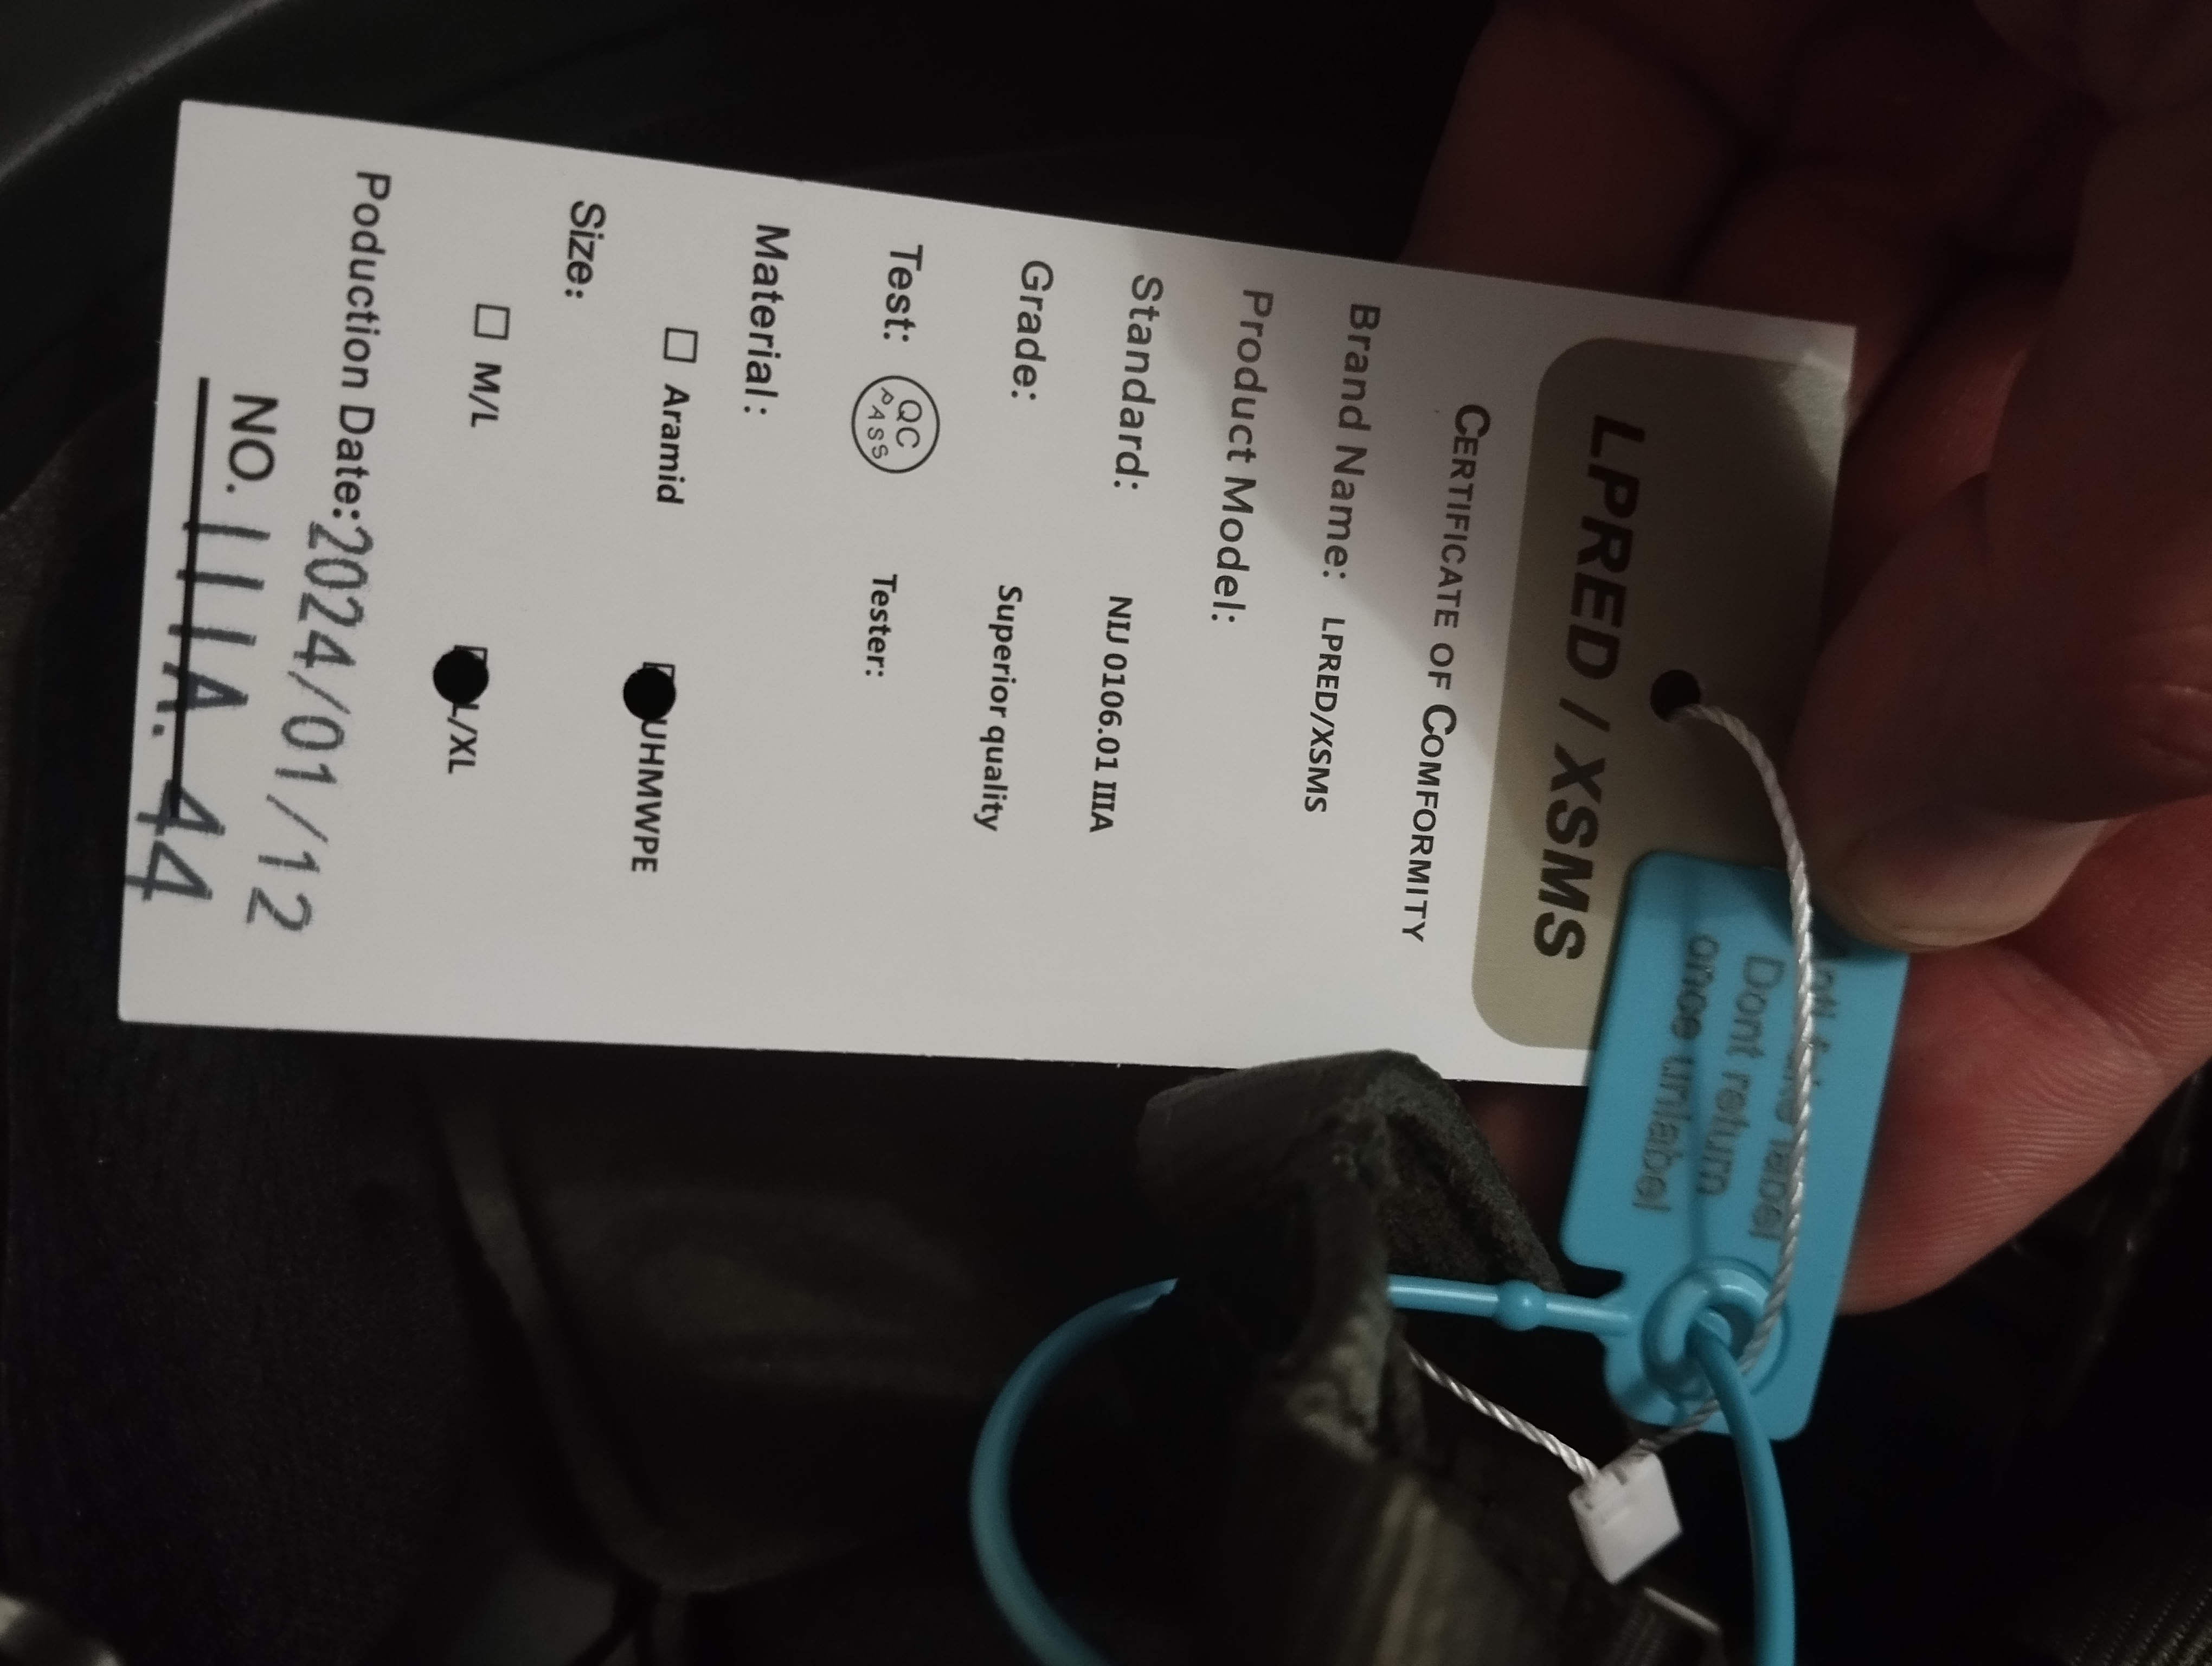 LPRED / XSMS
CERTIFICATE OF COMFORMITY
Brand Name: LPRED/XSMS
Product Model:
Standard: NIJ 0106.01 IIIA
Grade: Superior quality
Test: QC PASS Tester:
Material:
☐ Aramid UHMWPE
Size:
☐ M/L L/XL
Poduction Date:2024/01/12
NO. IIIA. 44
label
Dont return
once unlabel